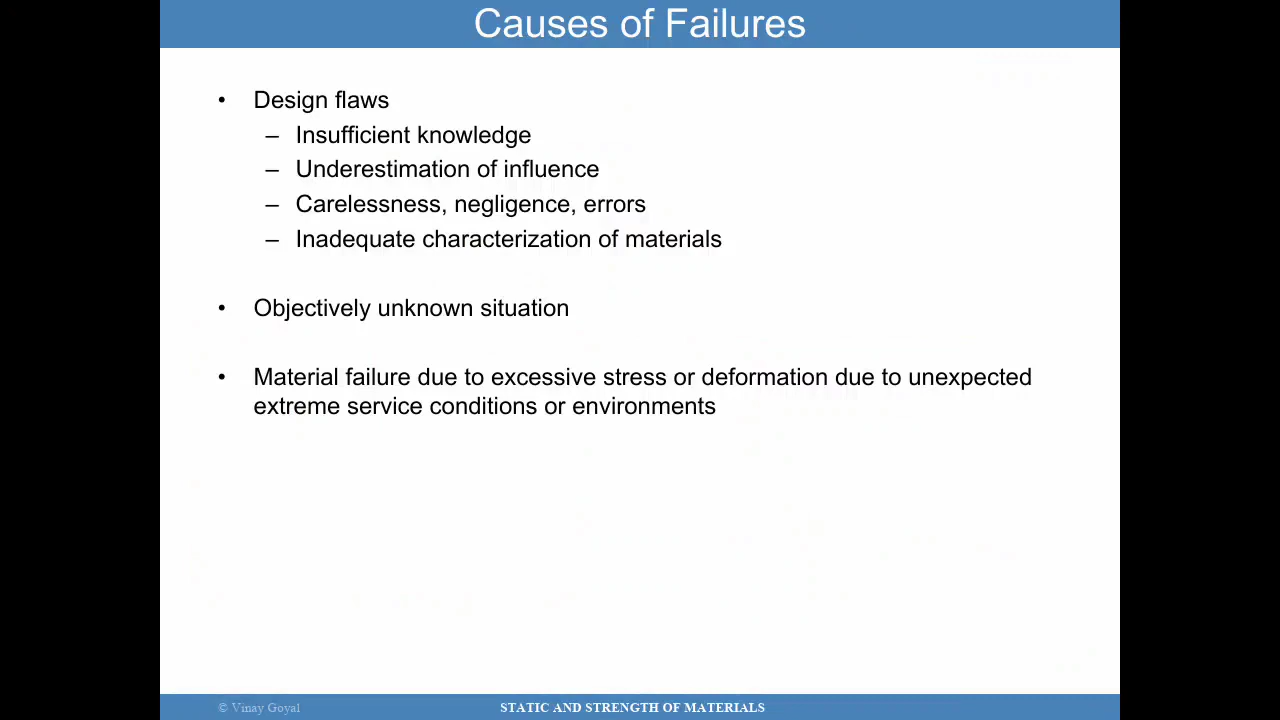 Causes of Failures
• Design flaws
– Insufficient knowledge
– Underestimation of influence
– Carelessness, negligence, errors
– Inadequate characterization of materials
• Objectively unknown situation
• Material failure due to excessive stress or deformation due to unexpected
extreme service conditions or environments
© Vinay Goyal
STATIC AND STRENGTH OF MATERIALS